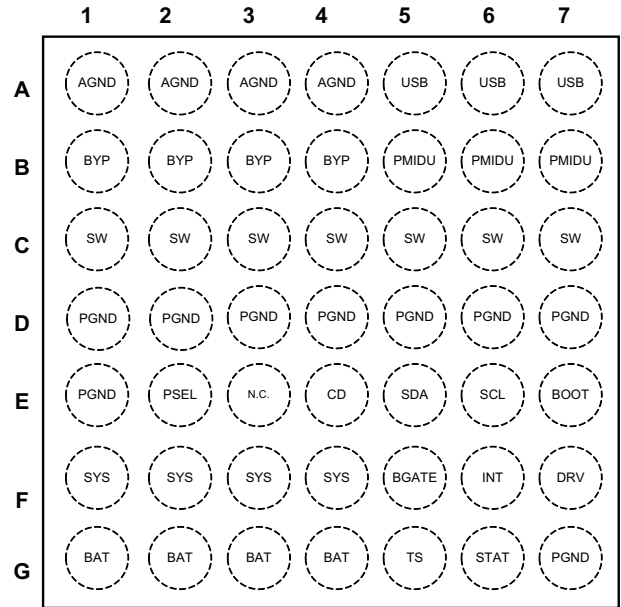 1 2 3 4 5 6 7
A AGND AGND AGND AGND USB USB USB
B BYP BYP BYP BYP PMIDU PMIDU PMIDU
C SW SW SW SW SW SW SW
D PGND PGND PGND PGND PGND PGND PGND
E PGND PSEL N.C. CD SDA SCL BOOT
F SYS SYS SYS SYS BGATE INT DRV
G BAT BAT BAT BAT TS STAT PGND